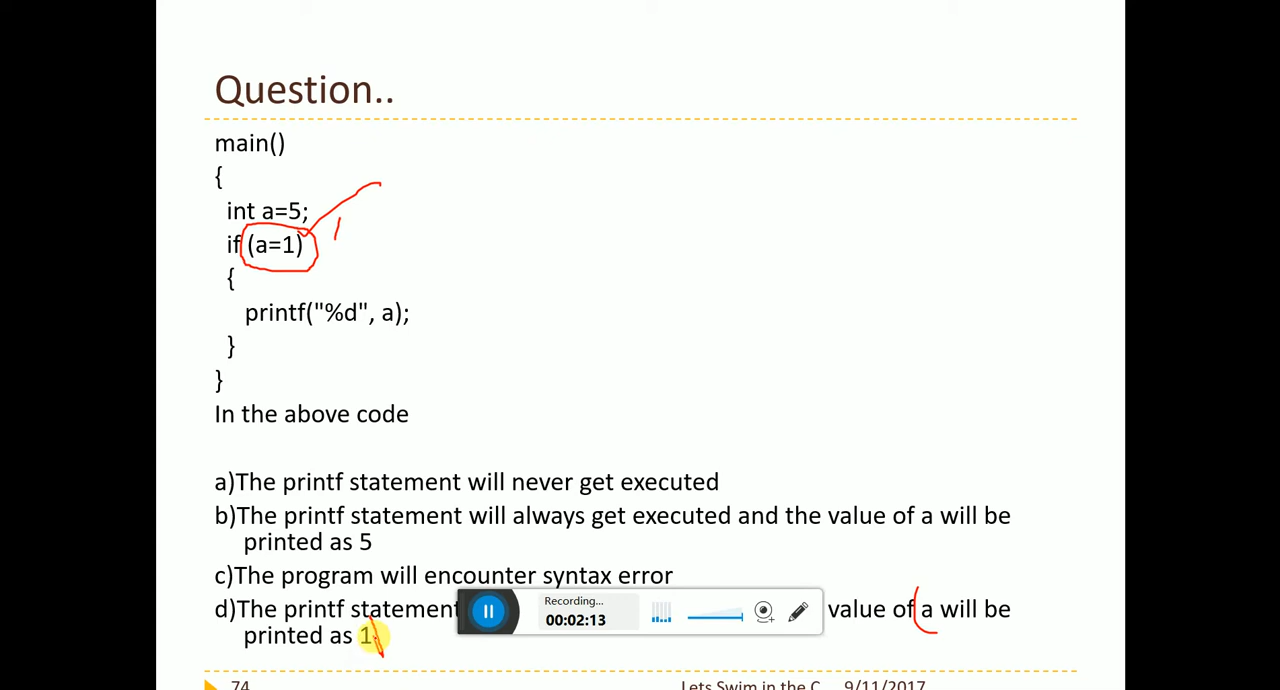 Question..
main()
{
int a=5;
if (a=1)
1
{
printf("%d", a);
}
}
In the above code
a)The printf statement will never get executed
b)The printf statement will always get executed and the value of a will be
printed as 5
c)The program will encounter syntax error
d)The printf statement value of a will be
printed as 1
Recording...
00:02:13
74
Lets Swim in the C 9/11/2017